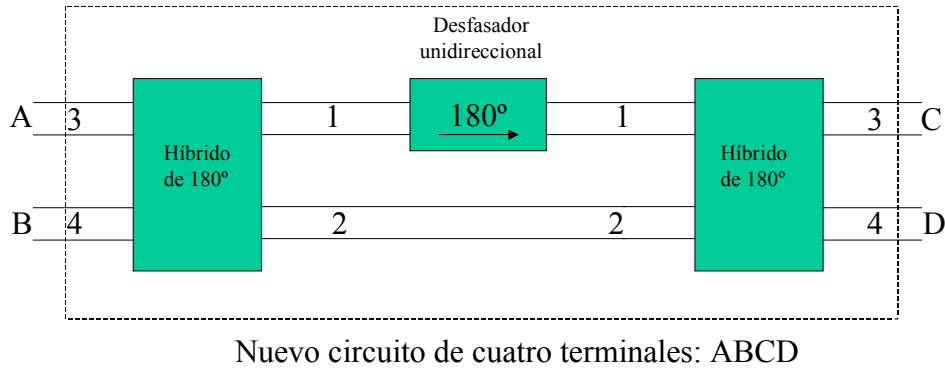 Desfasador
unidireccional
A 3 1 180º 1 3 C
Híbrido
de 180º
Híbrido
de 180º
B 4 2 2 4 D
Nuevo circuito de cuatro terminales: ABCD